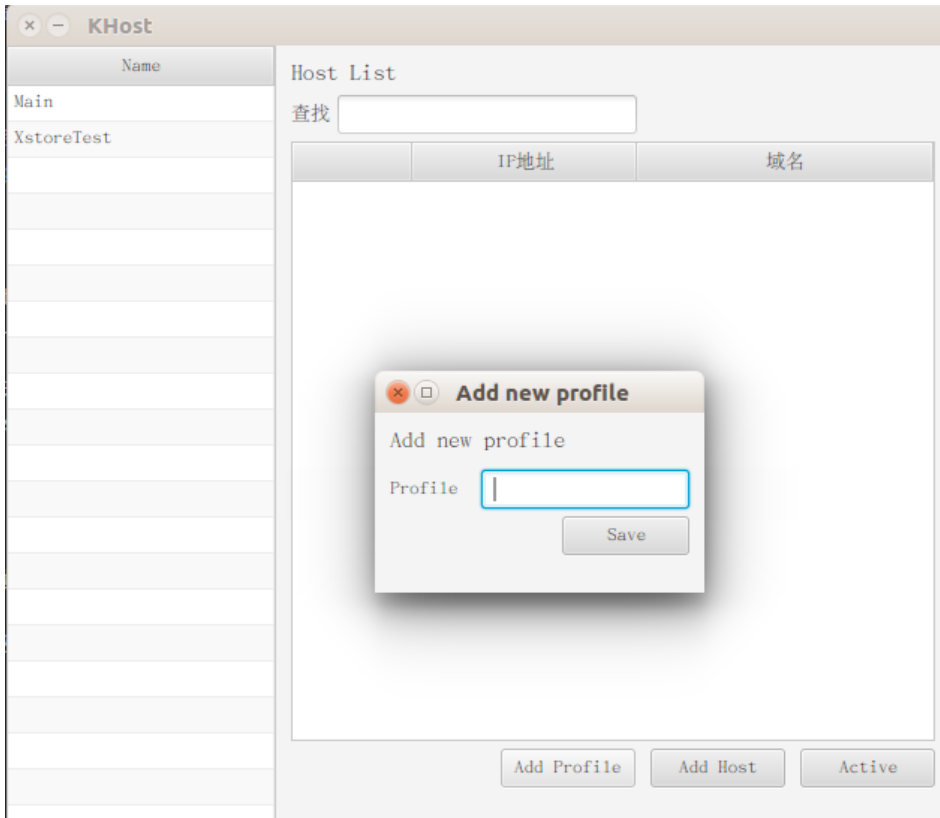 KHost
Name
Main
XstoreTest
Host List
查找
IP地址 域名
Add new profile
Add new profile
Profile
Save
Add Profile Add Host Active